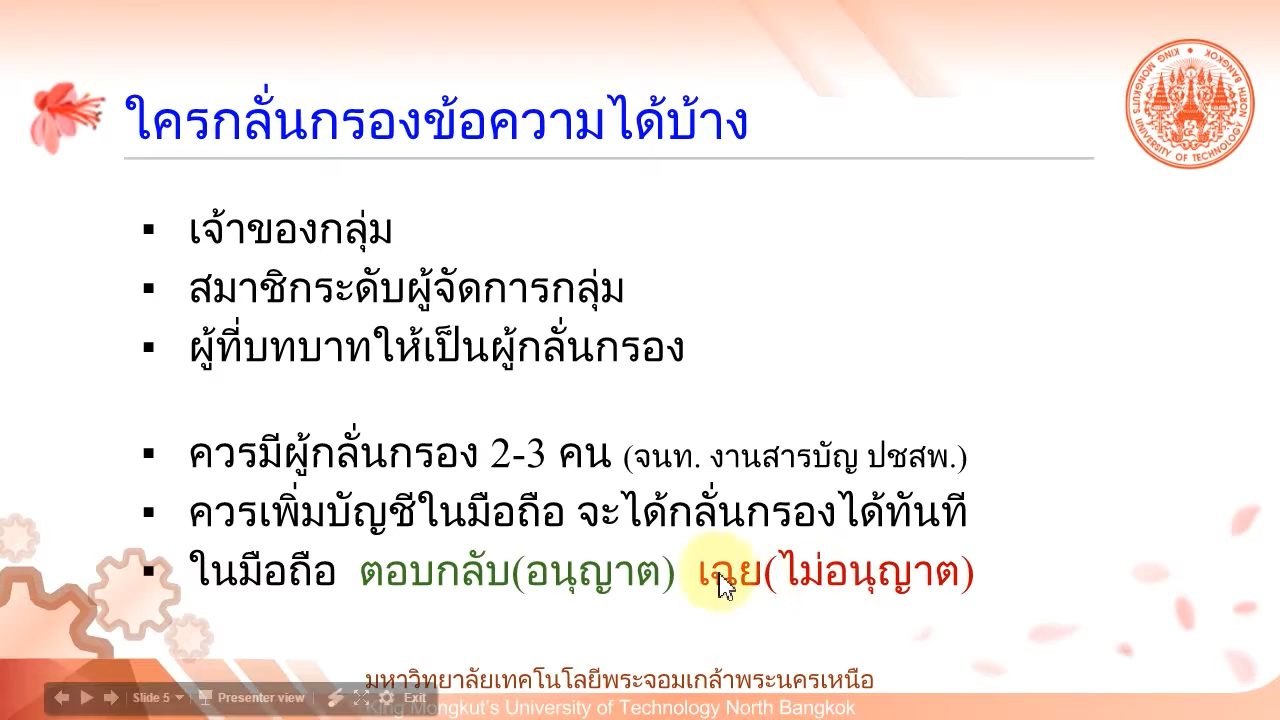 ใครกลั่นกรองข้อความได้บ้าง
KING MONGKUT'S UNIVERSITY OF TECHNOLOGY NORTH BANGKOK
▪ เจ้าของกลุ่ม
▪ สมาชิกระดับผู้จัดการกลุ่ม
▪ ผู้ที่บทบาทให้เป็นผู้กลั่นกรอง
▪ ควรมีผู้กลั่นกรอง 2-3 คน (จนท. งานสารบัญ ปชสพ.)
▪ ควรเพิ่มบัญชีในมือถือ จะได้กลั่นกรองได้ทันที
▪ ในมือถือ ตอบกลับ(อนุญาต) เฉย(ไม่อนุญาต)
มหาวิทยาลัยเทคโนโลยีพระจอมเกล้าพระนครเหนือ
Slide 5 Presenter view Exit
King Mongkut's University of Technology North Bangkok